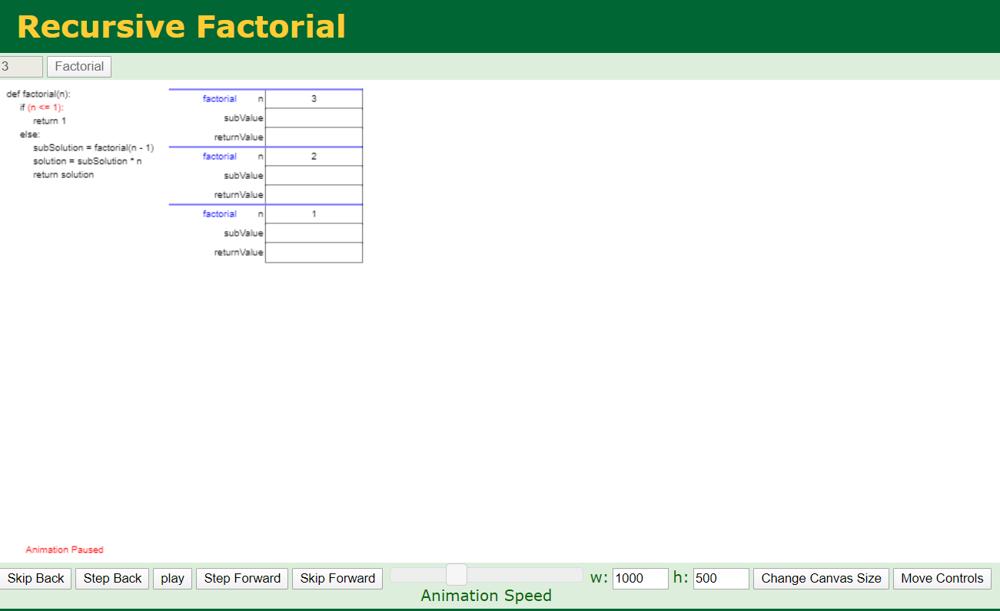 Recursive Factorial
3 Factorial
def factorial(n):
if (n <= 1):
return 1
else:
subSolution = factorial(n - 1)
solution = subSolution * n
return solution
factorial n 3
subValue
returnValue
factorial n 2
subValue
returnValue
factorial n 1
subValue
returnValue
Animation Paused
Skip Back Step Back play Step Forward Skip Forward w: 1000 h: 500 Change Canvas Size Move Controls
Animation Speed